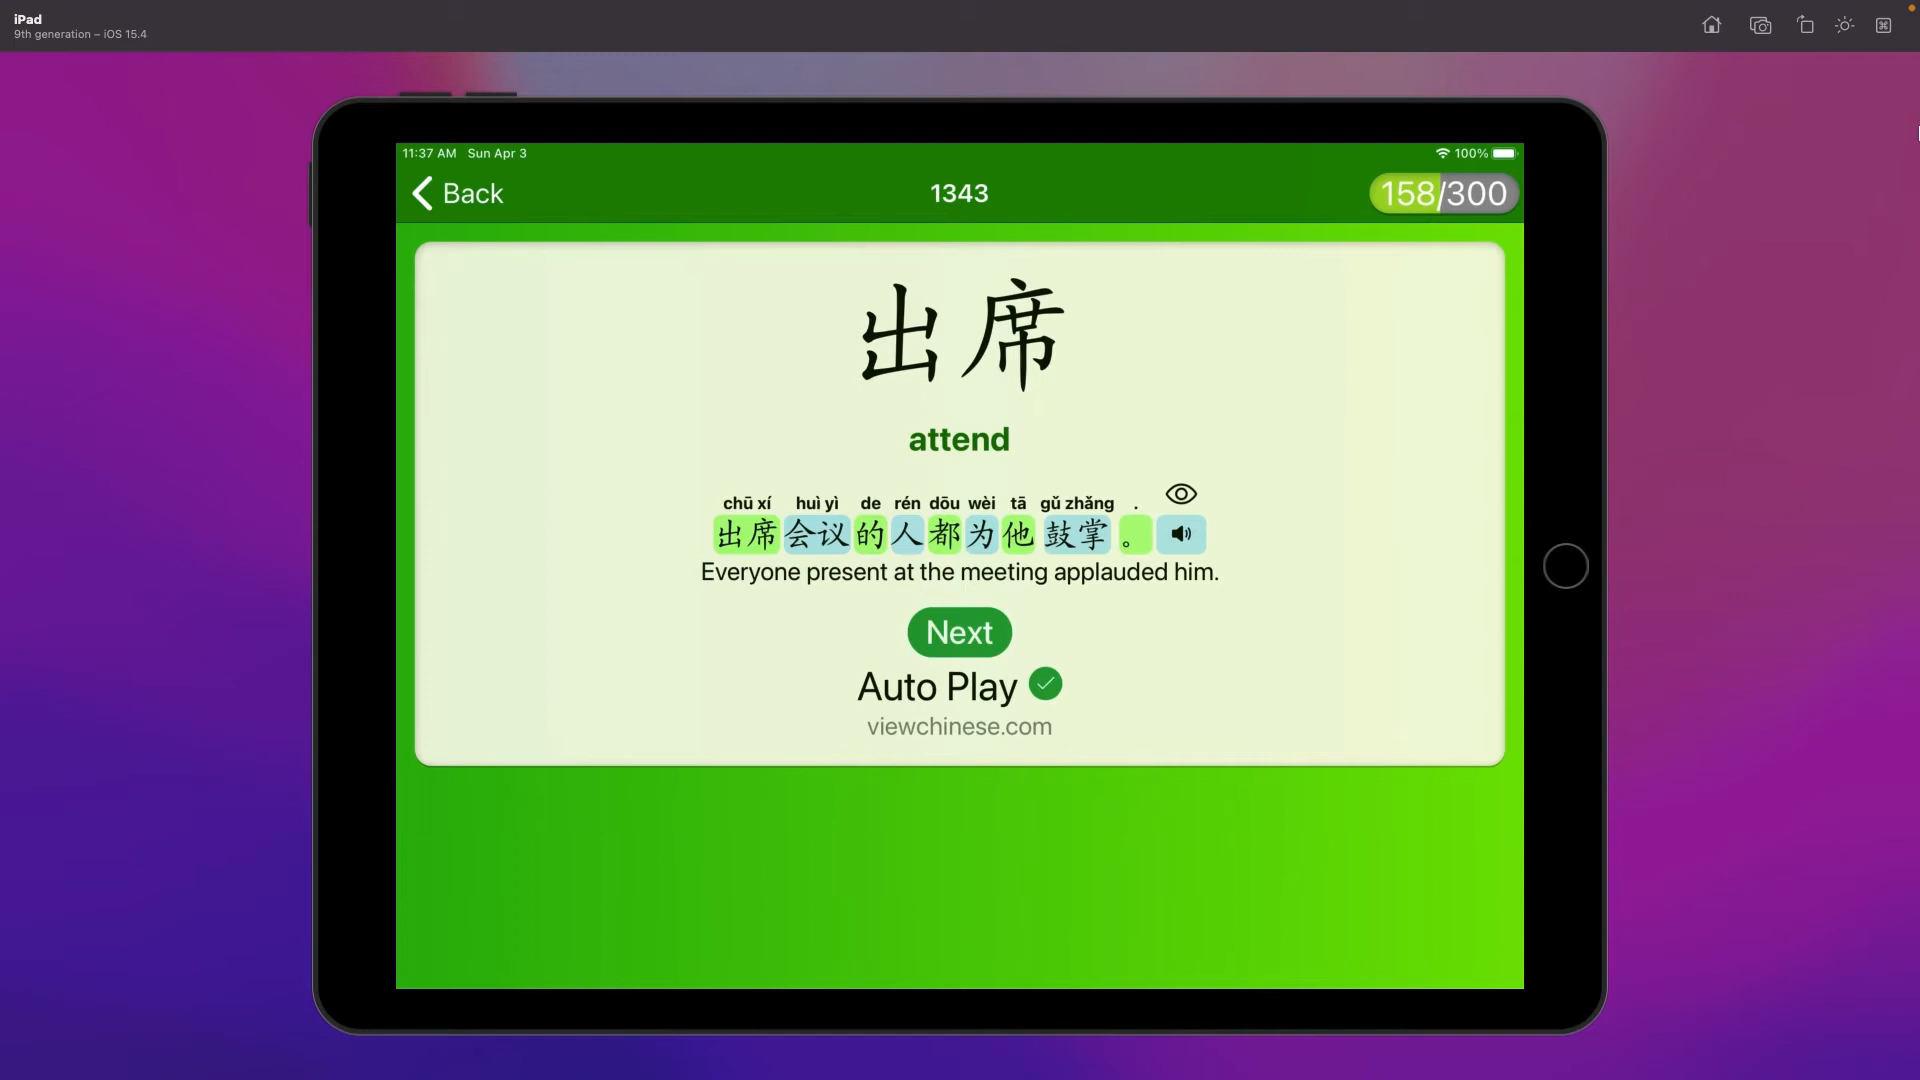 iPad
9th generation – iOS 15.4
11:37 AM Sun Apr 3
100%
Back
1343
158/300
出席
attend
chū xí huì yì de rén dōu wèi tā gǔ zhǎng .
出席会议的人都为他鼓掌。
Everyone present at the meeting applauded him.
Next
Auto Play
viewchinese.com